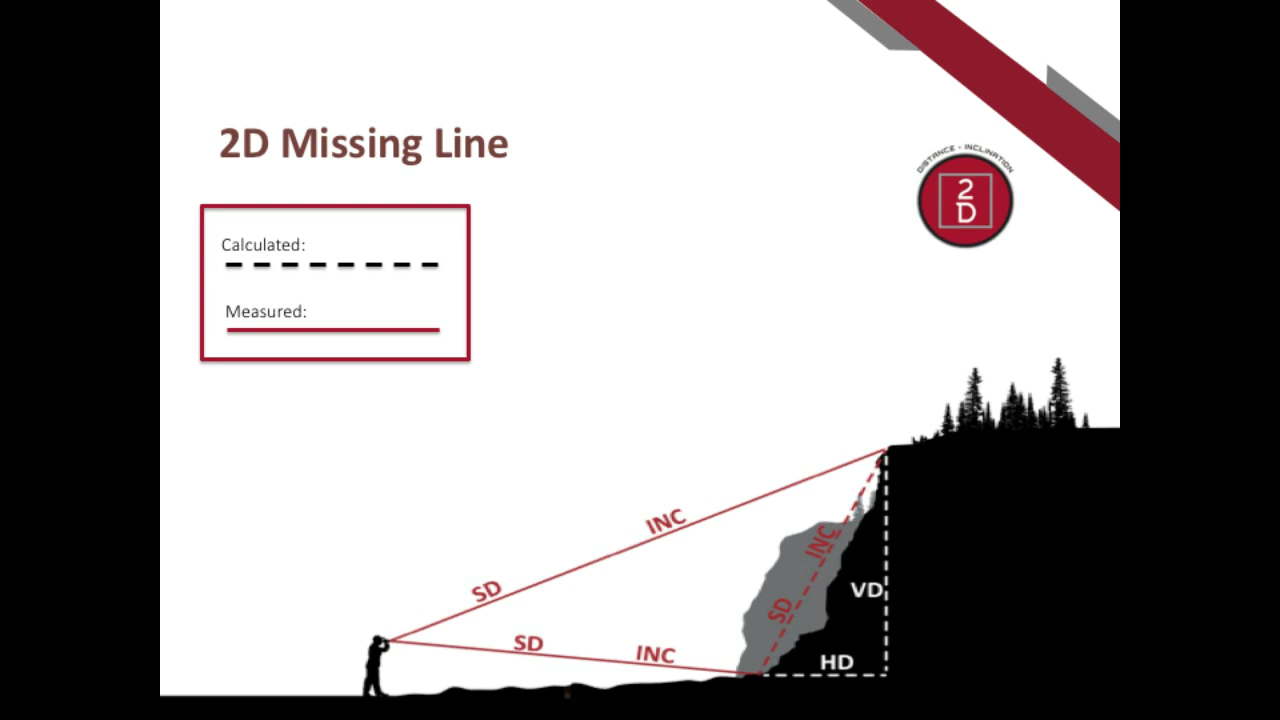 2D Missing Line
DISTANCE - INCLINATION
2
D
Calculated:
Measured:
INC
SD
INC
VD
SD
SD
INC
HD